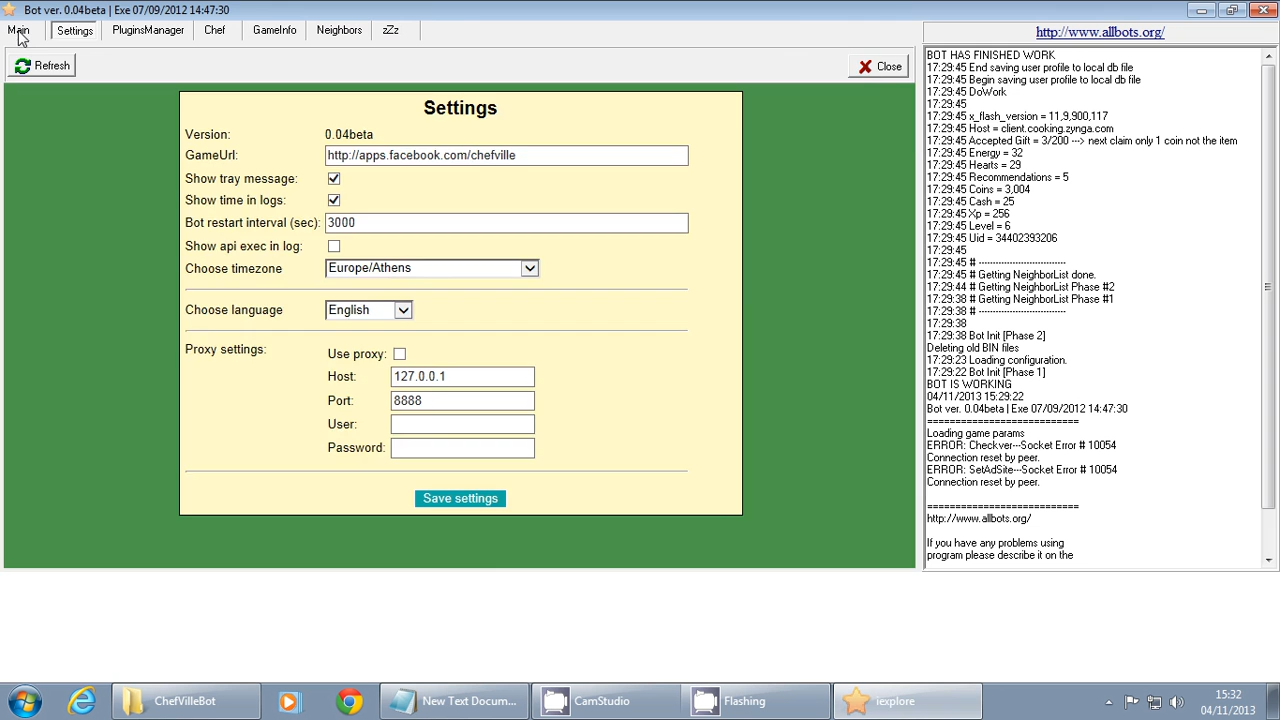 Bot ver. 0.04beta | Exe 07/09/2012 14:47:30
Main
Settings
PluginsManager
Chef
GameInfo
Neighbors
zZz
Refresh
Close
Settings
Version: 0.04beta
GameUrl: http://apps.facebook.com/chefville
Show tray message:
Show time in logs:
Bot restart interval (sec): 3000
Show api exec in log:
Choose timezone Europe/Athens
Choose language English
Proxy settings:
Use proxy:
Host: 127.0.0.1
Port: 8888
User:
Password:
Save settings
http://www.allbots.org/
BOT HAS FINISHED WORK
17:29:45 End saving user profile to local db file
17:29:45 Begin saving user profile to local db file
17:29:45 DoWork
17:29:45
17:29:45 x_flash_version = 11,9,900,117
17:29:45 Host = client.cooking.zynga.com
17:29:45 Accepted Gift = 3/200 ---> next claim only 1 coin not the item
17:29:45 Energy = 32
17:29:45 Hearts = 29
17:29:45 Recommendations = 5
17:29:45 Coins = 3,004
17:29:45 Cash = 25
17:29:45 Xp = 256
17:29:45 Level = 6
17:29:45 Uid = 34402393206
17:29:45
17:29:45 # ------------------------------
17:29:45 # Getting NeighborList done.
17:29:44 # Getting NeighborList Phase #2
17:29:38 # Getting NeighborList Phase #1
17:29:38 # ------------------------------
17:29:38
17:29:38 Bot Init [Phase 2]
Deleting old BIN files
17:29:23 Loading configuration.
17:29:22 Bot Init [Phase 1]
BOT IS WORKING
04/11/2013 15:29:22
Bot ver. 0.04beta | Exe 07/09/2012 14:47:30
==========================
Loading game params
ERROR: Checkver---Socket Error # 10054
Connection reset by peer.
ERROR: SetAdSite---Socket Error # 10054
Connection reset by peer.
==========================
http://www.allbots.org/
If you have any problems using
program please describe it on the
ChefVilleBot
New Text Docum...
CamStudio
Flashing
iexplore
15:32
04/11/2013